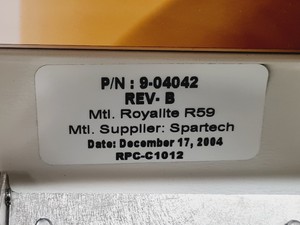 P/N : 9-04042
REV- B
Mtl. Royalite R59
Mtl. Supplier: Spartech
Date: December 17, 2004
RPC-C1012